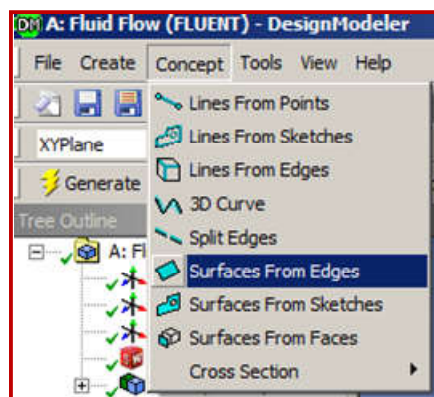 DM A: Fluid Flow (FLUENT) - DesignModeler
File Create Concept Tools View Help
Lines From Points
Lines From Sketches
XYPlane
Lines From Edges
Generate
3D Curve
Tree Outline
Split Edges
A: Fl
Surfaces From Edges
Surfaces From Sketches
Surfaces From Faces
Cross Section